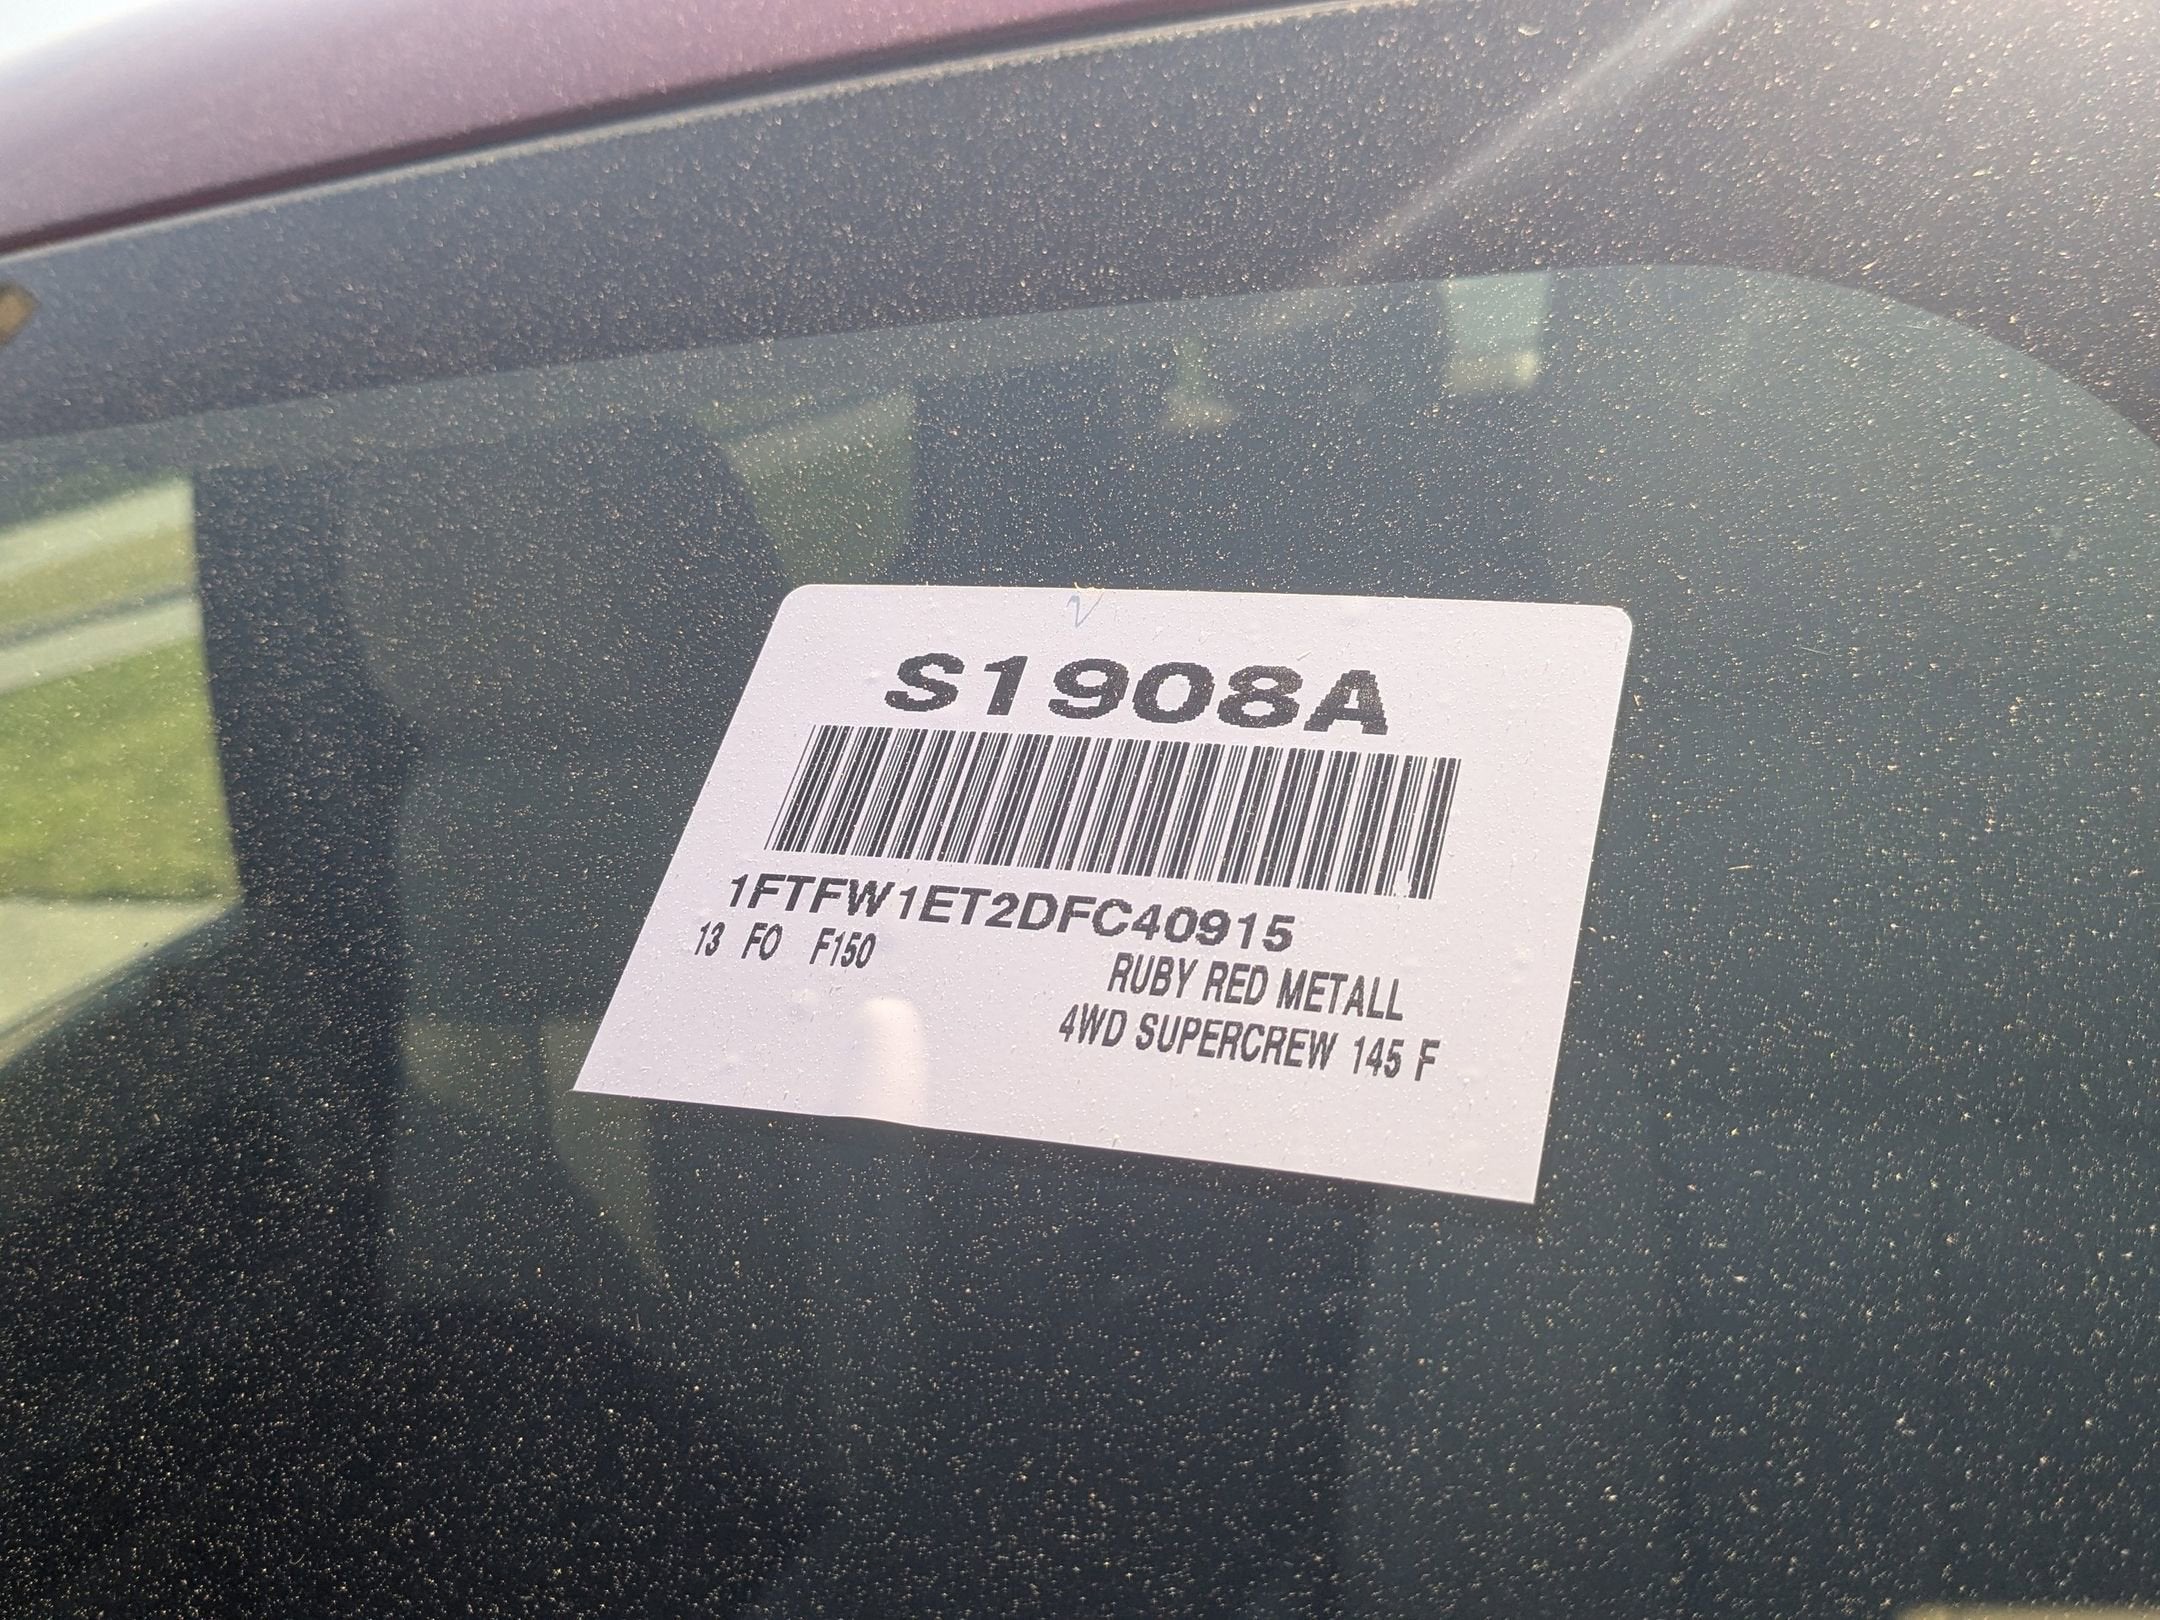 S1908A
1FTFW1ET2DFC40915
13 FO F150
RUBY RED METALL
4WD SUPERCREW 145 F